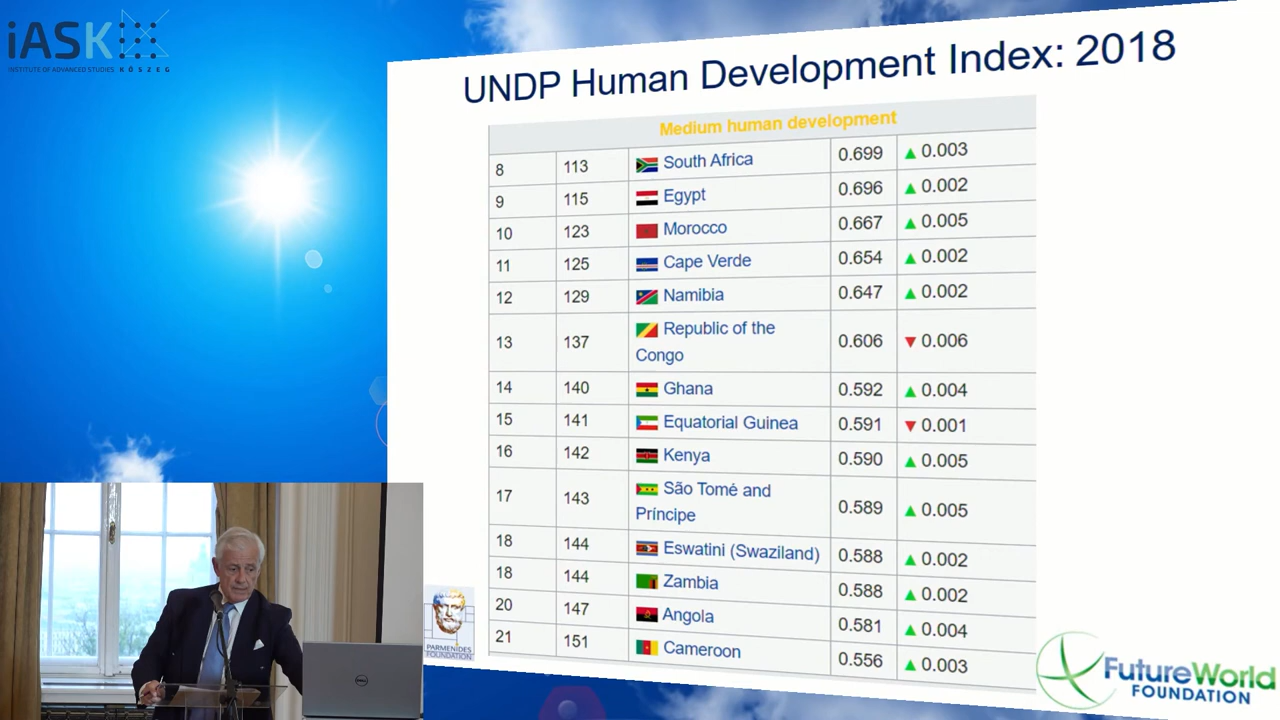 iASK
INSTITUTE OF ADVANCED STUDIES KŐSZEG
UNDP Human Development Index: 2018
Medium human development
8 113 South Africa 0.699 ▲ 0.003
9 115 Egypt 0.696 ▲ 0.002
10 123 Morocco 0.667 ▲ 0.005
11 125 Cape Verde 0.654 ▲ 0.002
12 129 Namibia 0.647 ▲ 0.002
13 137 Republic of the
Congo 0.606 ▼ 0.006
14 140 Ghana 0.592 ▲ 0.004
15 141 Equatorial Guinea 0.591 ▼ 0.001
16 142 Kenya 0.590 ▲ 0.005
17 143 São Tomé and
Príncipe 0.589 ▲ 0.005
18 144 Eswatini (Swaziland) 0.588 ▲ 0.002
18 144 Zambia 0.588 ▲ 0.002
20 147 Angola 0.581 ▲ 0.004
21 151 Cameroon 0.556 ▲ 0.003
PARMENIDES
FOUNDATION
DELL
FutureWorld
FOUNDATION